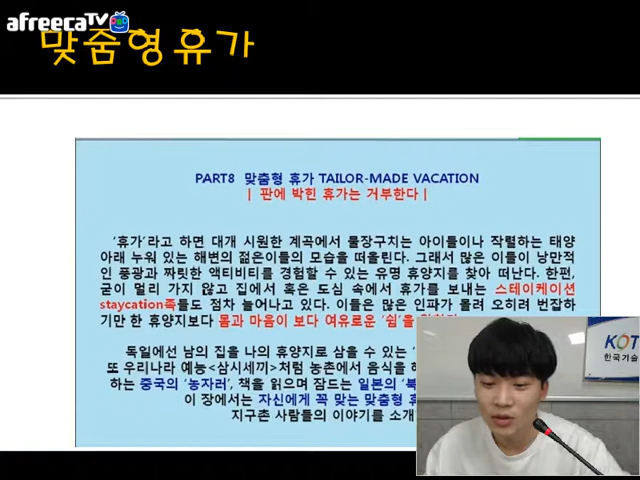 afreecaTV
맞춤형휴가
PART8 맞춤형 휴가 TAILOR-MADE VACATION
| 판에 박힌 휴가는 거부한다 |
'휴가'라고 하면 대개 시원한 계곡에서 물장구치는 아이들이나 작렬하는 태양
아래 누워 있는 해변의 젊은이들의 모습을 떠올린다. 그래서 많은 이들이 낭만적
인 풍광과 짜릿한 액티비티를 경험할 수 있는 유명 휴양지를 찾아 떠난다. 한편,
굳이 멀리 가지 않고 집에서 혹은 도심 속에서 휴가를 보내는 스테이케이션
staycation족들도 점차 늘어나고 있다. 이들은 많은 인파가 몰려 오히려 번잡하
기만 한 휴양지보다 몸과 마음이 보다 여유로운 '쉼'을
독일에선 남의 집을 나의 휴양지로 삼을 수 있는
또 우리나라 예능<삼시세끼>처럼 농촌에서 음식을
하는 중국의 '농자러', 책을 읽으며 잠드는 일본의
이 장에서는 자신에게 꼭 맞는 맞춤형
지구촌 사람들의 이야기를 소개
KOT
한국기술